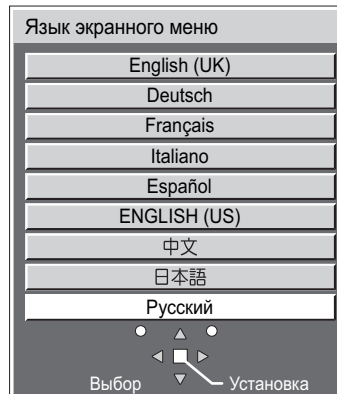 Язык экранного меню
English (UK)
Deutsch
Français
Italiano
Español
ENGLISH (US)
中文
日本語
Русский
Выбор
Установка